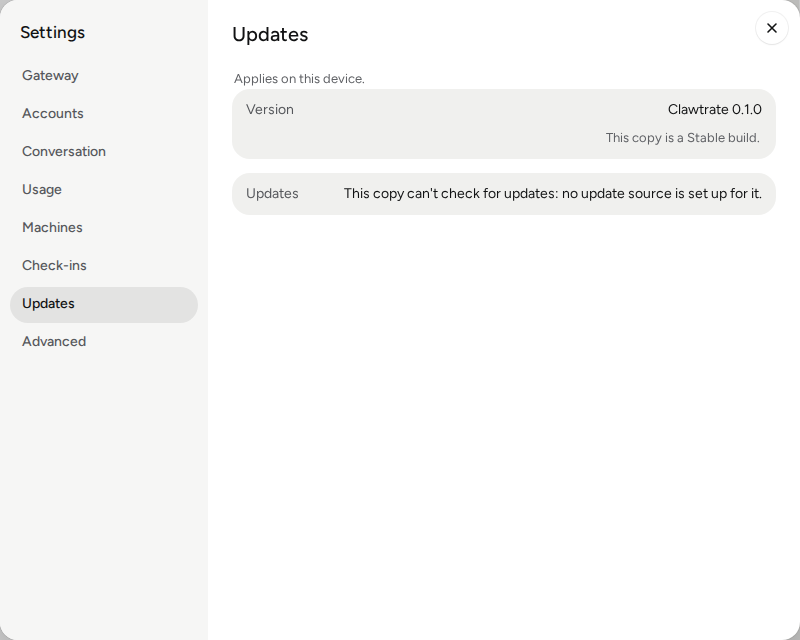 Settings
Gateway
Accounts
Conversation
Usage
Machines
Check-ins
Updates
Advanced
Updates
Applies on this device.
Version Clawtrate 0.1.0
This copy is a Stable build.
Updates This copy can't check for updates: no update source is set up for it.